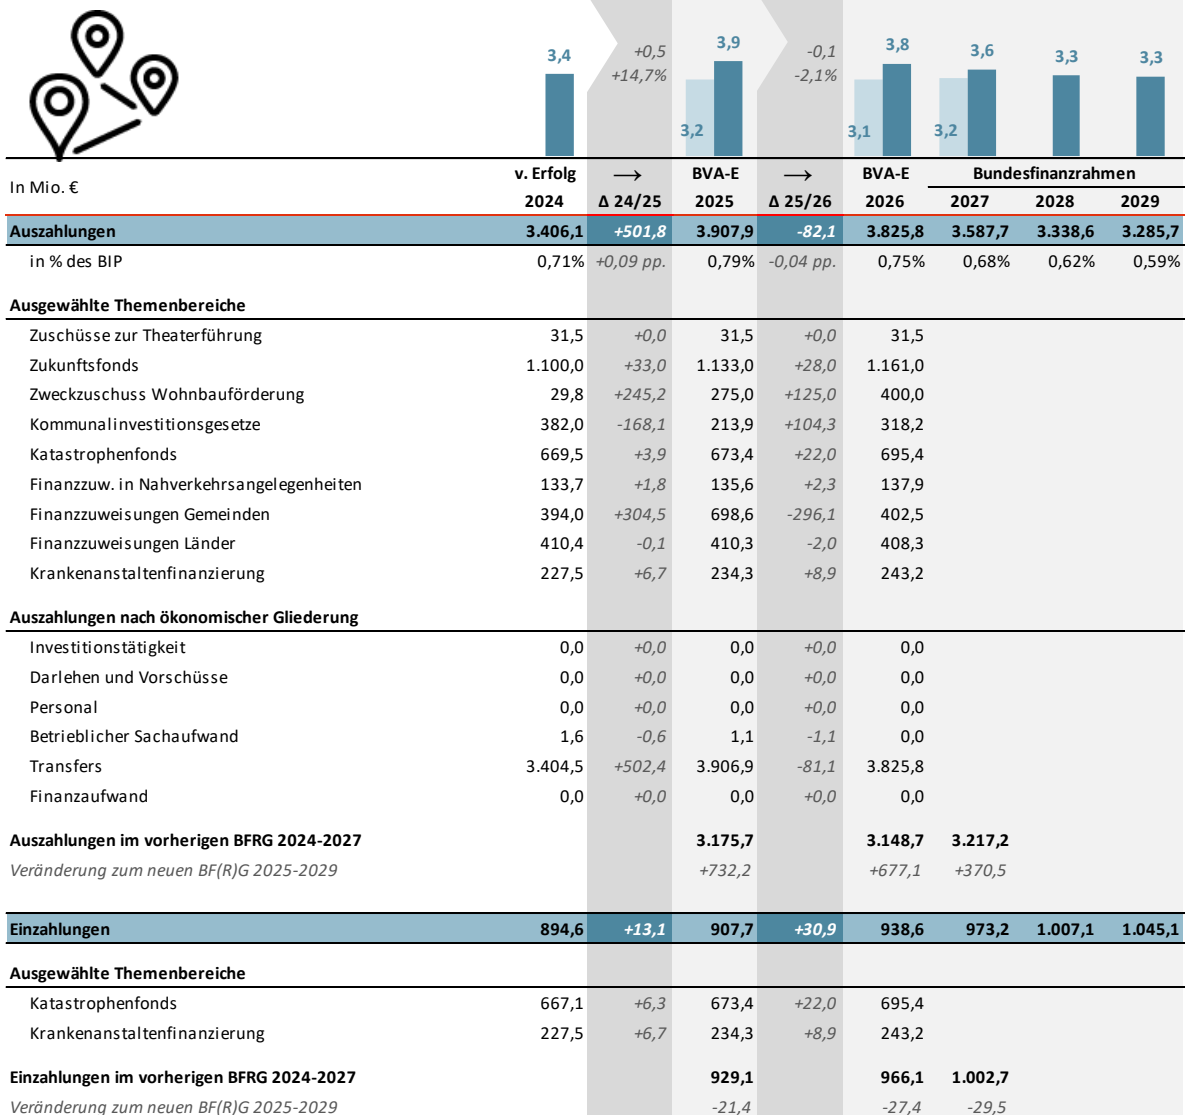 3,4
+0,5
+14,7%
3,2
3,9
-0,1
-2,1%
3,1
3,8
3,2
3,6
3,3
3,3
In Mio. € v. Erfolg → BVA-E → BVA-E Bundesfinanzrahmen
2024 Δ 24/25 2025 Δ 25/26 2026 2027 2028 2029
Auszahlungen 3.406,1 +501,8 3.907,9 -82,1 3.825,8 3.587,7 3.338,6 3.285,7
in % des BIP 0,71% +0,09 pp. 0,79% -0,04 pp. 0,75% 0,68% 0,62% 0,59%
Ausgewählte Themenbereiche
Zuschüsse zur Theaterführung 31,5 +0,0 31,5 +0,0 31,5
Zukunftsfonds 1.100,0 +33,0 1.133,0 +28,0 1.161,0
Zweckzuschuss Wohnbauförderung 29,8 +245,2 275,0 +125,0 400,0
Kommunalinvestitionsgesetze 382,0 -168,1 213,9 +104,3 318,2
Katastrophenfonds 669,5 +3,9 673,4 +22,0 695,4
Finanzzuw. in Nahverkehrsangelegenheiten 133,7 +1,8 135,6 +2,3 137,9
Finanzzuweisungen Gemeinden 394,0 +304,5 698,6 -296,1 402,5
Finanzzuweisungen Länder 410,4 -0,1 410,3 -2,0 408,3
Krankenanstaltenfinanzierung 227,5 +6,7 234,3 +8,9 243,2
Auszahlungen nach ökonomischer Gliederung
Investitionstätigkeit 0,0 +0,0 0,0 +0,0 0,0
Darlehen und Vorschüsse 0,0 +0,0 0,0 +0,0 0,0
Personal 0,0 +0,0 0,0 +0,0 0,0
Betrieblicher Sachaufwand 1,6 -0,6 1,1 -1,1 0,0
Transfers 3.404,5 +502,4 3.906,9 -81,1 3.825,8
Finanzaufwand 0,0 +0,0 0,0 +0,0 0,0
Auszahlungen im vorherigen BFRG 2024-2027 3.175,7 3.148,7 3.217,2
Veränderung zum neuen BF(R)G 2025-2029 +732,2 +677,1 +370,5
Einzahlungen 894,6 +13,1 907,7 +30,9 938,6 973,2 1.007,1 1.045,1
Ausgewählte Themenbereiche
Katastrophenfonds 667,1 +6,3 673,4 +22,0 695,4
Krankenanstaltenfinanzierung 227,5 +6,7 234,3 +8,9 243,2
Einzahlungen im vorherigen BFRG 2024-2027 929,1 966,1 1.002,7
Veränderung zum neuen BF(R)G 2025-2029 -21,4 -27,4 -29,5